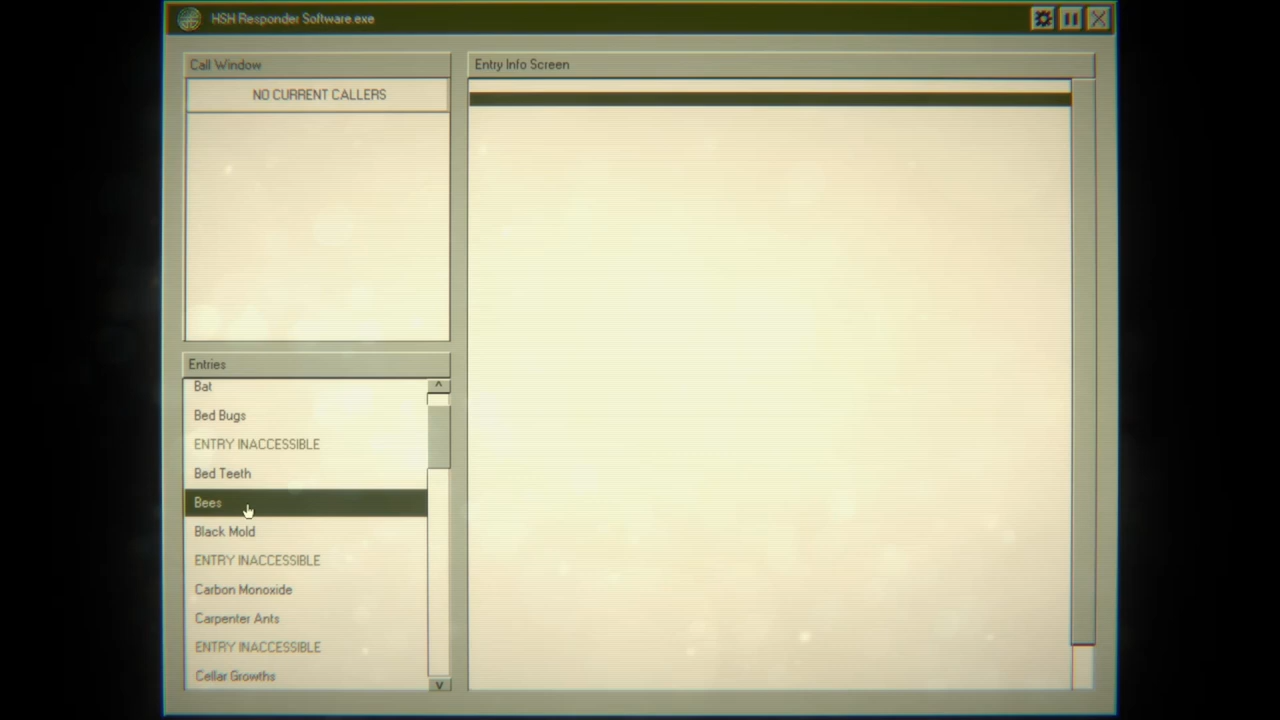 HSH Responder Software.exe
Call Window
NO CURRENT CALLERS
Entry Info Screen
Entries
Bat
Bed Bugs
ENTRY INACCESSIBLE
Bed Teeth
Bees
Black Mold
ENTRY INACCESSIBLE
Carbon Monoxide
Carpenter Ants
ENTRY INACCESSIBLE
Cellar Growths